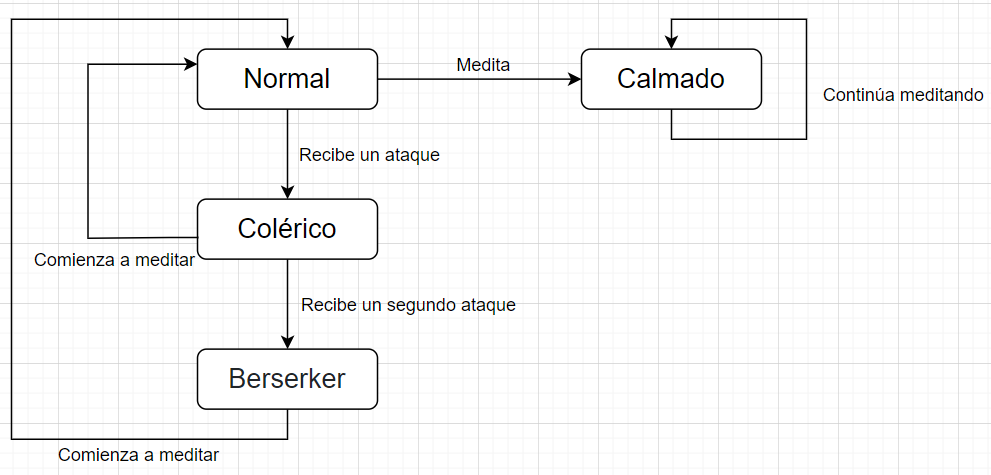 Normal
Medita
Calmado
Continúa meditando
Recibe un ataque
Colérico
Comienza a meditar
Recibe un segundo ataque
Berserker
Comienza a meditar